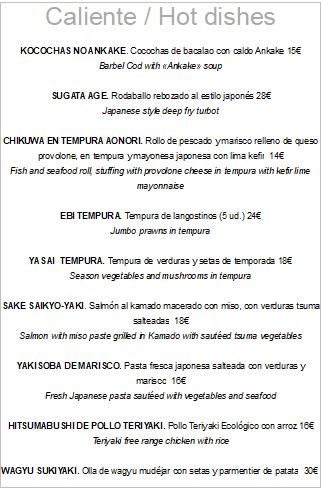 Caliente / Hot dishes
KOCOCHAS NO ANKAKE. Cocochas de bacalao con caldo Ankake 15€
Barbel Cod with «Ankake» soup
SUGATA AGE. Rodaballo rebozado al estilo japonés 28€
Japanese style deep fry turbot
CHIKUWA EN TEMPURA AONORI. Rollo de pescado y marisco relleno de queso
provolone, en tempura y mayonesa japonesa con lima kefir 14€
Fish and seafood roll, stuffing with provolone cheese in tempura with kefir lime
mayonnaise
EBI TEMPURA. Tempura de langostinos (5 ud.) 24€
Jumbo prawns in tempura
YASAI TEMPURA. Tempura de verduras y setas de temporada 18€
Season vegetables and mushrooms in tempura
SAKE SAIKYO-YAKI. Salmón al kamado macerado con miso, con verduras tsuma
salteadas 18€
Salmon with miso paste grilled in Kamado with sautéed tsuma vegetables
YAKISOBA DE MARISCO. Pasta fresca japonesa salteada con verduras y
marisco 16€
Fresh Japanese pasta sautéed with vegetables and seafood
HITSUMABUSHI DE POLLO TERIYAKI. Pollo Teriyaki Ecológico con arroz 16€
Teriyaki free range chicken with rice
WAGYU SUKIYAKI. Olla de wagyu mudéjar con setas y parmentier de patata 30€